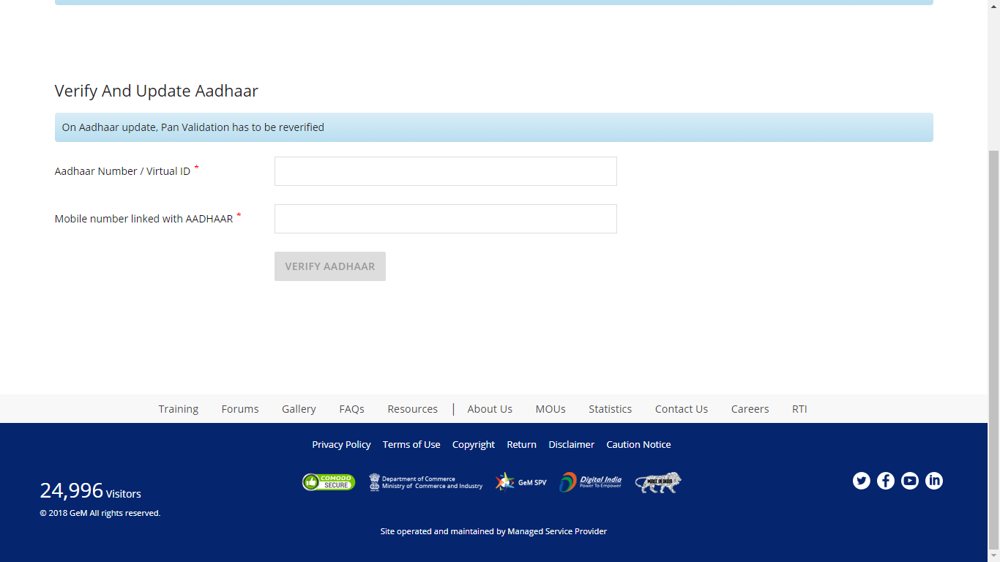 Verify And Update Aadhaar
On Aadhaar update, Pan Validation has to be reverified
Aadhaar Number / Virtual ID *
Mobile number linked with AADHAAR *
VERIFY AADHAAR
Training Forums Gallery FAQs Resources | About Us MOUs Statistics Contact Us Careers RTI
Privacy Policy Terms of Use Copyright Return Disclaimer Caution Notice
COMODO
SECURE
Department of Commerce
Ministry of Commerce and Industry
GeM SPV
Digital India
Power To Empower
MAKE IN INDIA
24,996 Visitors
© 2018 GeM All rights reserved.
Site operated and maintained by Managed Service Provider